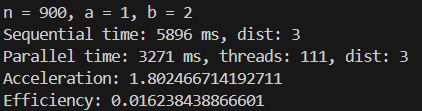 n = 900, a = 1, b = 2
Sequential time: 5896 ms, dist: 3
Parallel time: 3271 ms, threads: 111, dist: 3
Acceleration: 1.802466714192711
Efficiency: 0.016238438866601